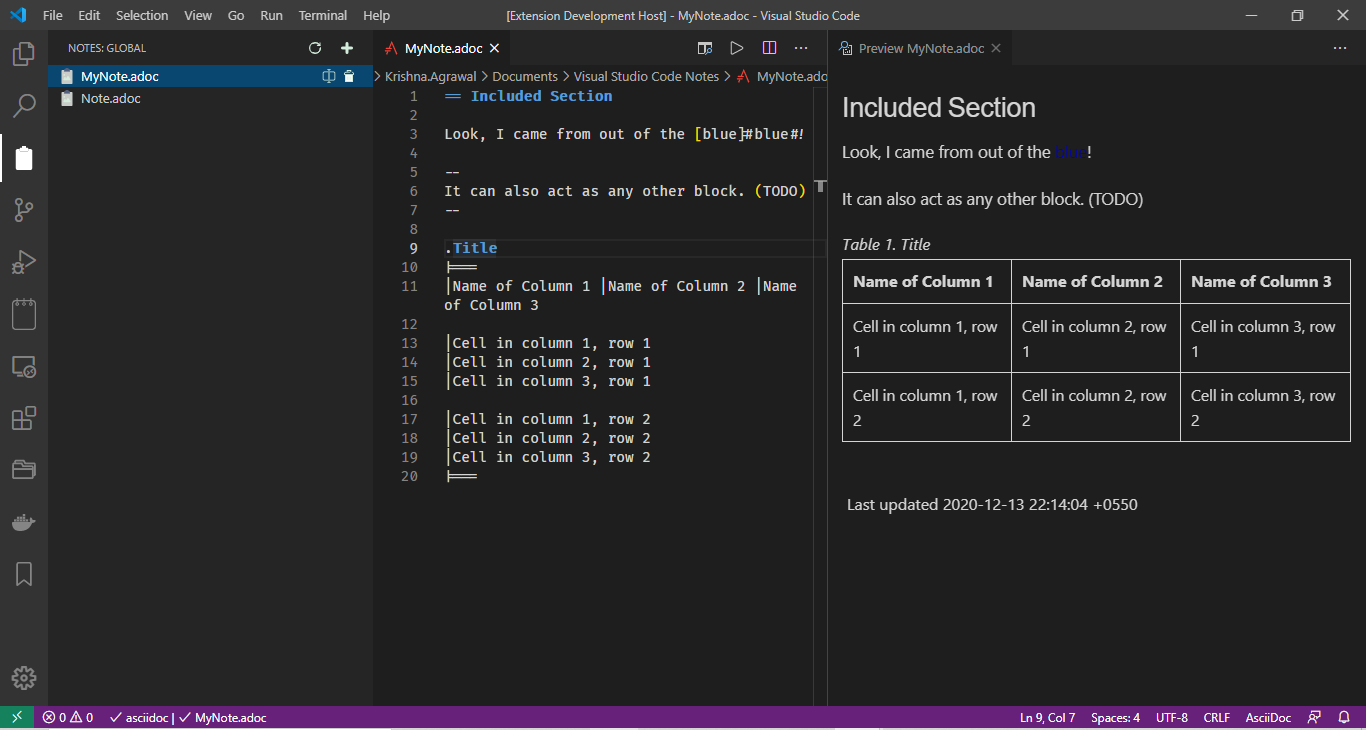 File Edit Selection View Go Run Terminal Help [Extension Development Host] - MyNote.adoc - Visual Studio Code
NOTES: GLOBAL
MyNote.adoc
Note.adoc
MyNote.adoc
Krishna.Agrawal > Documents > Visual Studio Code Notes > MyNote.ado
1 == Included Section
2
3 Look, I came from out of the [blue]#blue#!
4
5 --
6 It can also act as any other block. (TODO)
7 --
8
9 .Title
10 |===
11 |Name of Column 1 |Name of Column 2 |Name
of Column 3
12
13 |Cell in column 1, row 1
14 |Cell in column 2, row 1
15 |Cell in column 3, row 1
16
17 |Cell in column 1, row 2
18 |Cell in column 2, row 2
19 |Cell in column 3, row 2
20 |===
Preview MyNote.adoc
Included Section
Look, I came from out of the blue!
It can also act as any other block. (TODO)
Table 1. Title
Name of Column 1 Name of Column 2 Name of Column 3
Cell in column 1, row 1
Cell in column 2, row 1
Cell in column 3, row 1
Cell in column 1, row 2
Cell in column 2, row 2
Cell in column 3, row 2
Last updated 2020-12-13 22:14:04 +0550
0 0 asciidoc | MyNote.adoc Ln 9, Col 7 Spaces: 4 UTF-8 CRLF AsciiDoc